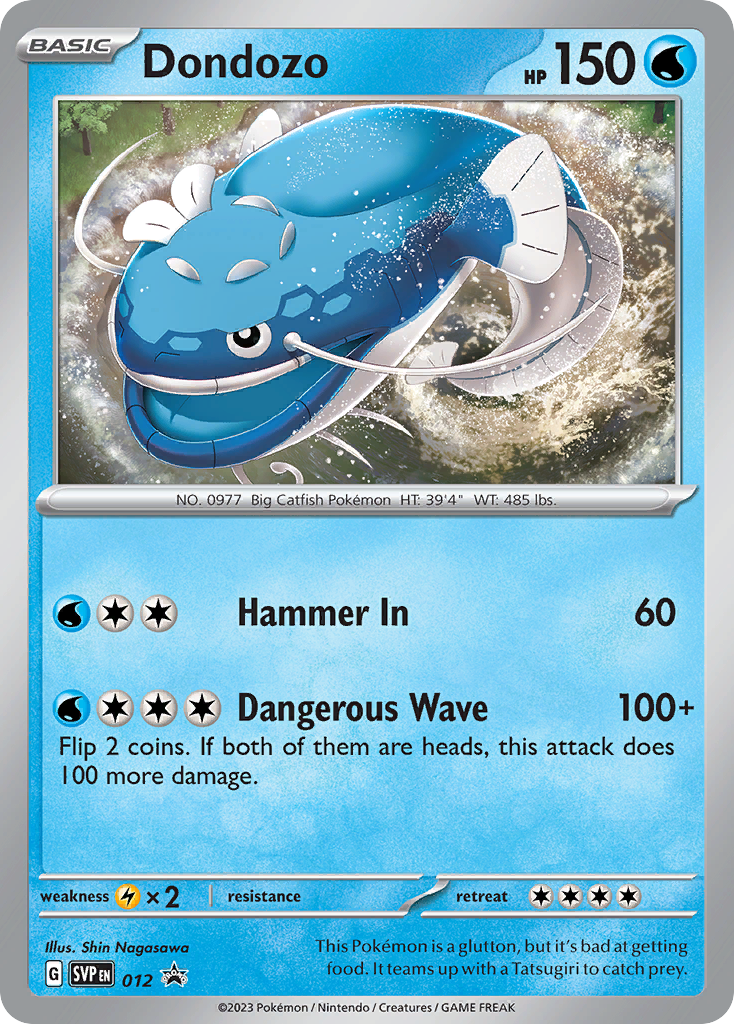 BASIC
Dondozo
HP 150
NO. 0977 Big Catfish Pokémon HT: 39'4" WT: 485 lbs.
Hammer In 60
Dangerous Wave 100+
Flip 2 coins. If both of them are heads, this attack does
100 more damage.
weakness ×2 resistance retreat
Illus. Shin Nagasawa
This Pokémon is a glutton, but it's bad at getting
food. It teams up with a Tatsugiri to catch prey.
G SVP EN 012 PROMO
©2023 Pokémon / Nintendo / Creatures / GAME FREAK